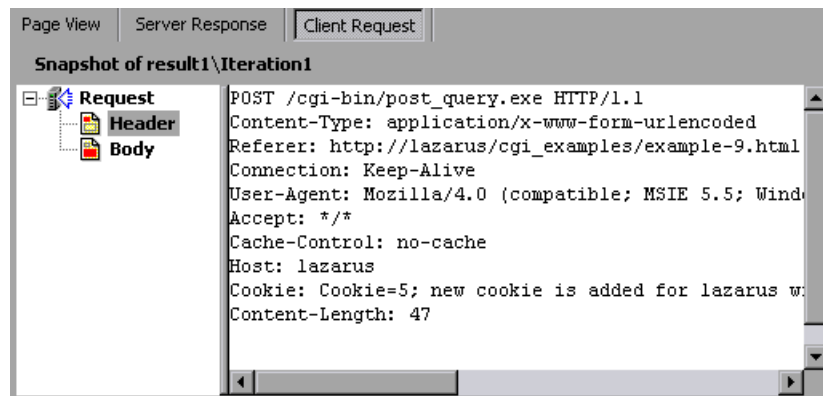 Page View Server Response Client Request
Snapshot of result1\Iteration1
Request
Header
Body
POST /cgi-bin/post_query.exe HTTP/1.1
Content-Type: application/x-www-form-urlencoded
Referer: http://lazarus/cgi_examples/example-9.html
Connection: Keep-Alive
User-Agent: Mozilla/4.0 (compatible; MSIE 5.5; Wind
Accept: */*
Cache-Control: no-cache
Host: lazarus
Cookie: Cookie=5; new cookie is added for lazarus w
Content-Length: 47